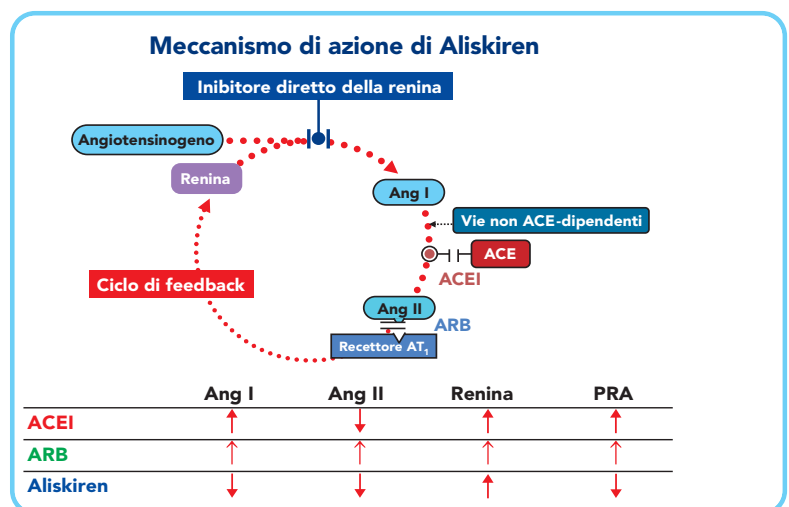 Meccanismo di azione di Aliskiren
Inibitore diretto della renina
Angiotensinogeno
Renina
Ang I
Vie non ACE-dipendenti
ACE
ACEI
Ciclo di feedback
Ang II
ARB
Recettore AT₁
Ang I Ang II Renina PRA
ACEI ↑ ↓ ↑ ↑
ARB ↑ ↑ ↑ ↑
Aliskiren ↓ ↓ ↑ ↓